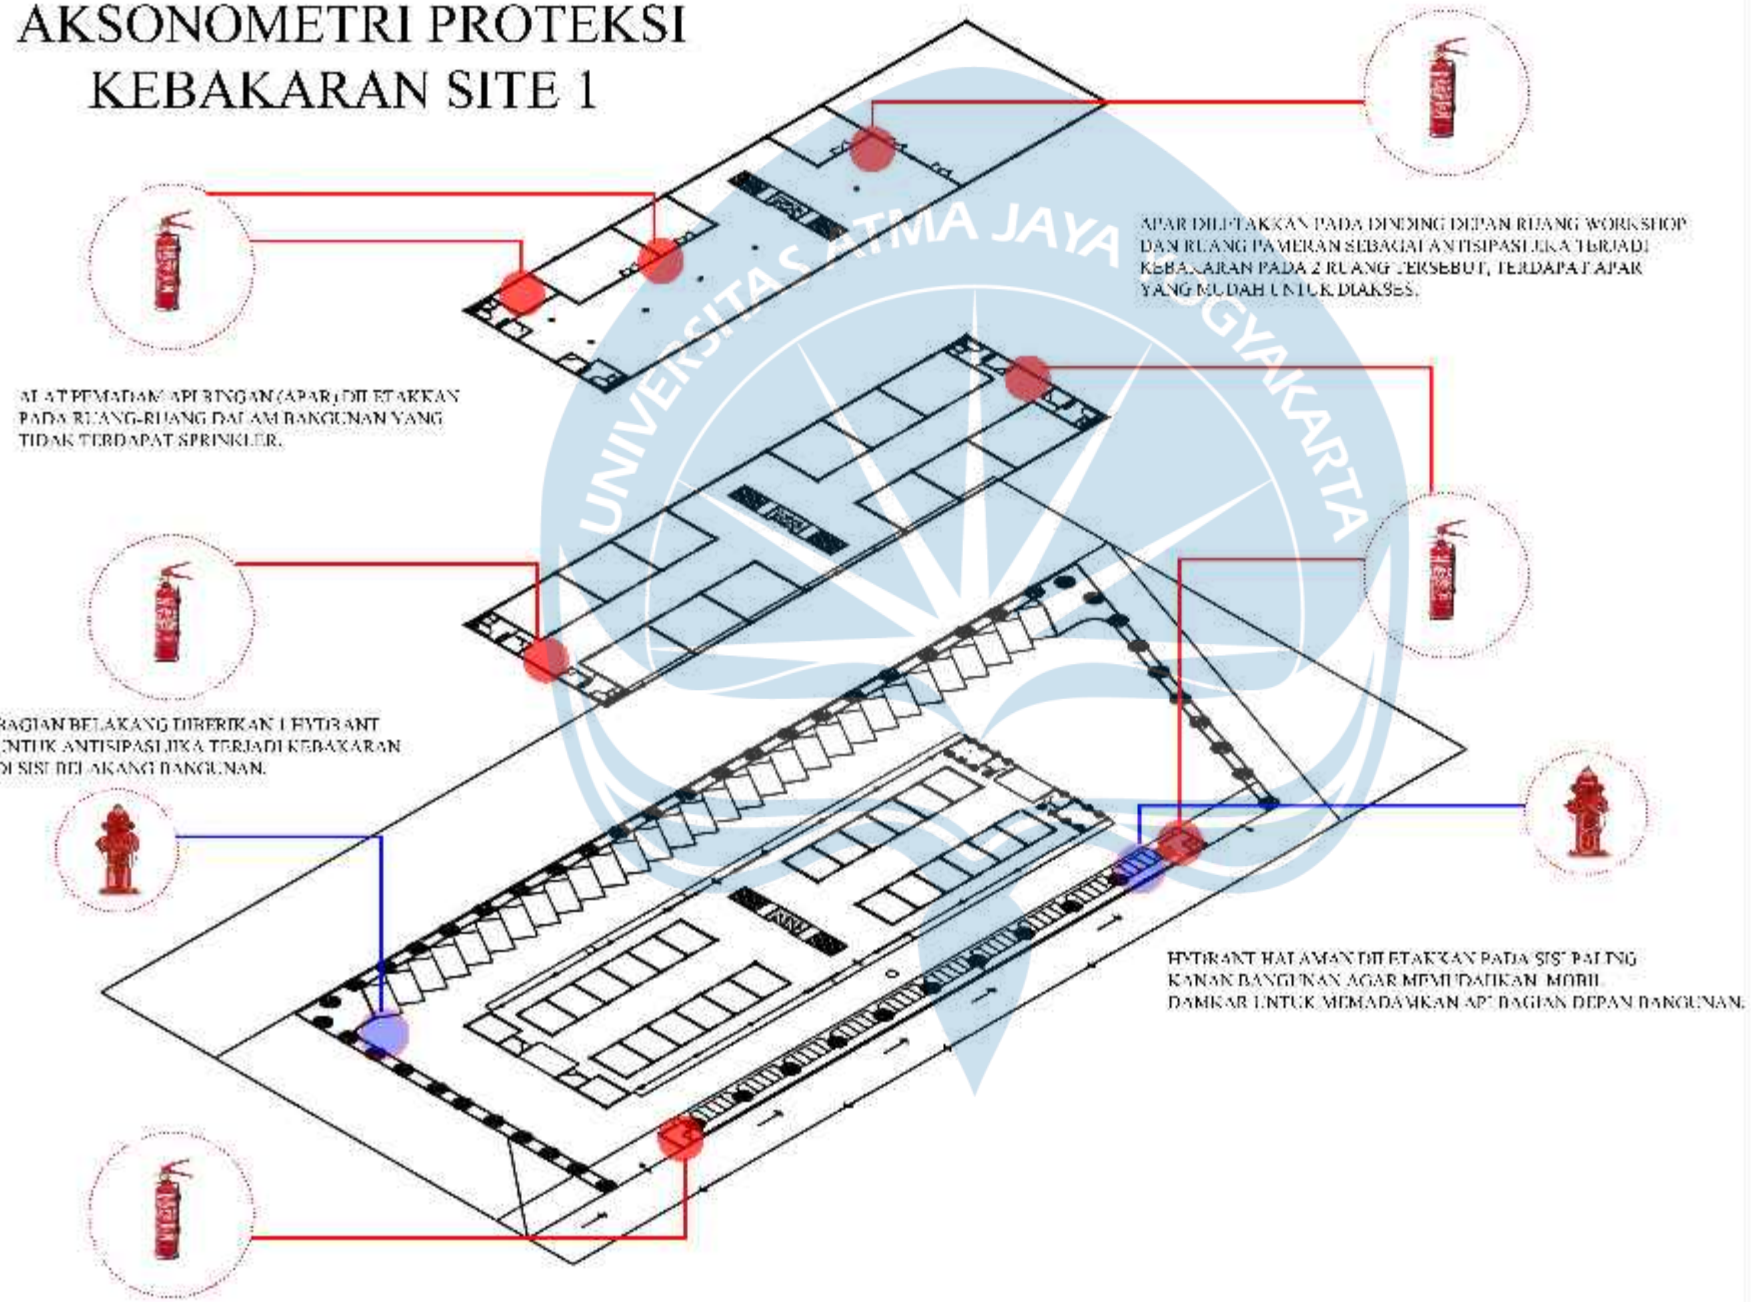 AKSONOMETRI PROTEKSI
KEBAKARAN SITE 1
APAR DILETAKKAN PADA DINDING DEPAN RUANG WORKSHOP
DAN RUANG PAMERAN SEBAGAI ANTISIPASI JIKA TERJADI
KEBAKARAN PADA 2 RUANG TERSEBUT, TERDAPAT APAR
YANG MUDAH UNTUK DIAKSES.
UNIVERSITAS ATMA JAYA YOGYAKARTA
ALAT PEMADAM API RINGAN (APAR) DILETAKKAN
PADA RUANG-RUANG DALAM BANGUNAN YANG
TIDAK TERDAPAT SPRINKLER.
BAGIAN BELAKANG DIBERIKAN 1 HYDRANT
UNTUK ANTISIPASI JIKA TERJADI KEBAKARAN
DI SISI BELAKANG BANGUNAN.
HYDRANT HALAMAN DILETAKKAN PADA SISI PALING
KANAN BANGUNAN AGAR MEMUDAHKAN MOBIL
DAMKAR UNTUK MEMADAMKAN API BAGIAN DEPAN BANGUNAN.